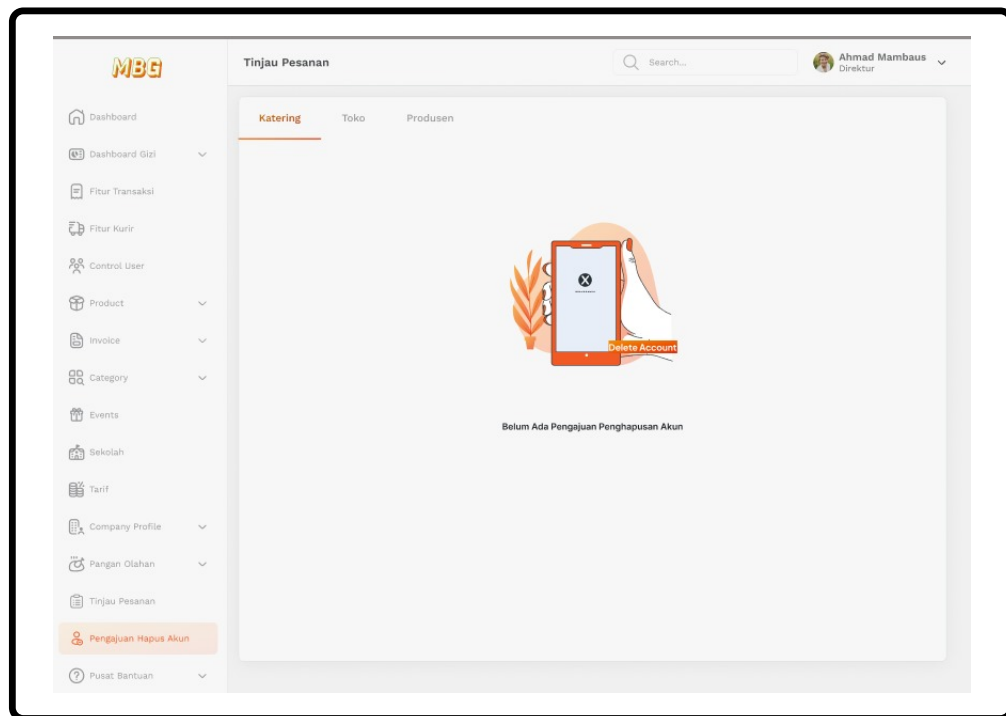 MBG
Tinjau Pesanan
Search...
Ahmad Mambaus
Direktur
Dashboard
Dashboard Gizi
Fitur Transaksi
Fitur Kurir
Control User
Product
Invoice
Category
Events
Sekolah
Tarif
Company Profile
Pangan Olahan
Tinjau Pesanan
Pengajuan Hapus Akun
Pusat Bantuan
Katering Toko Produsen
Delete Account
Belum Ada Pengajuan Penghapusan Akun